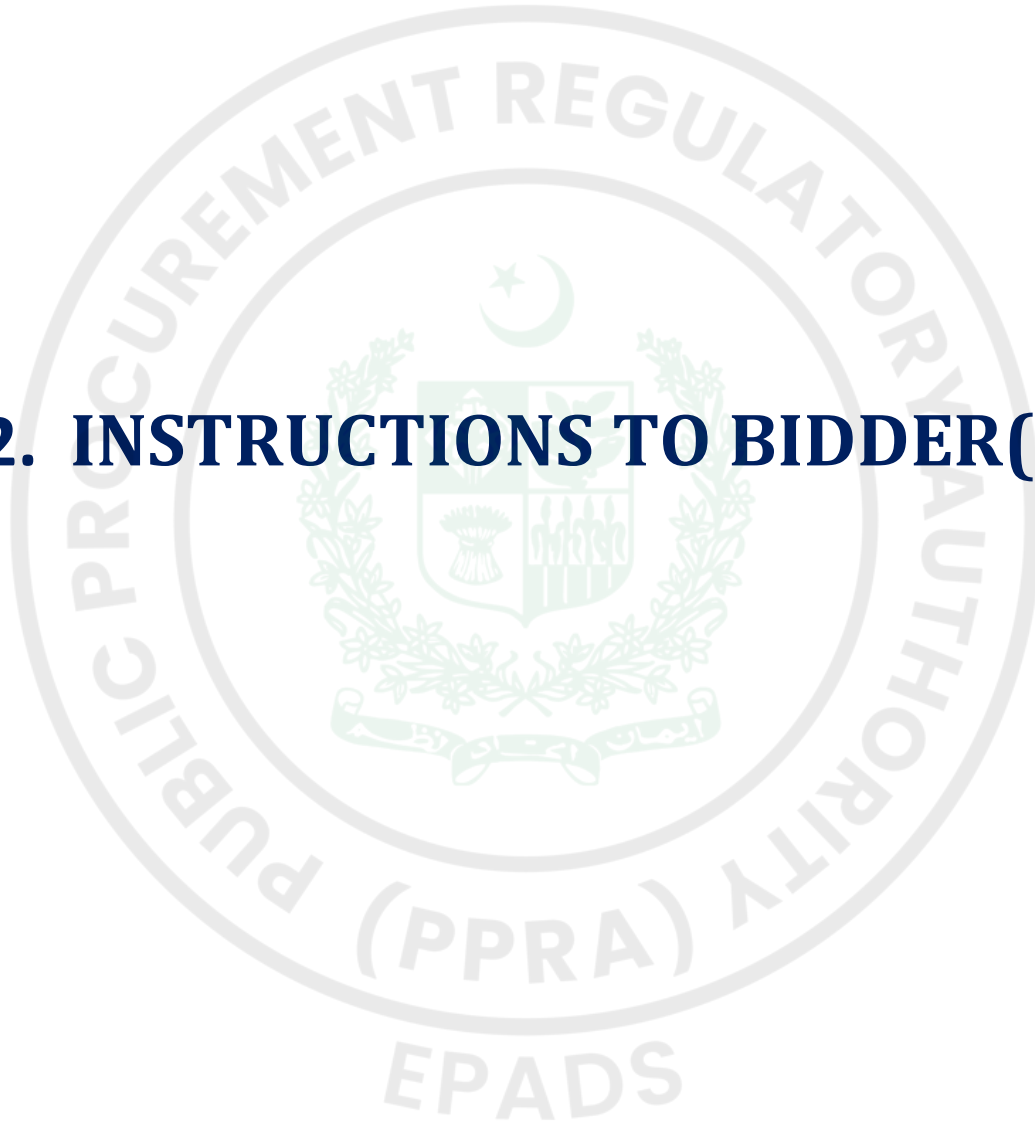 PUBLIC PROCUREMENT REGULATORY AUTHORITY
2. INSTRUCTIONS TO BIDDER(
(PPRA)
EPADS